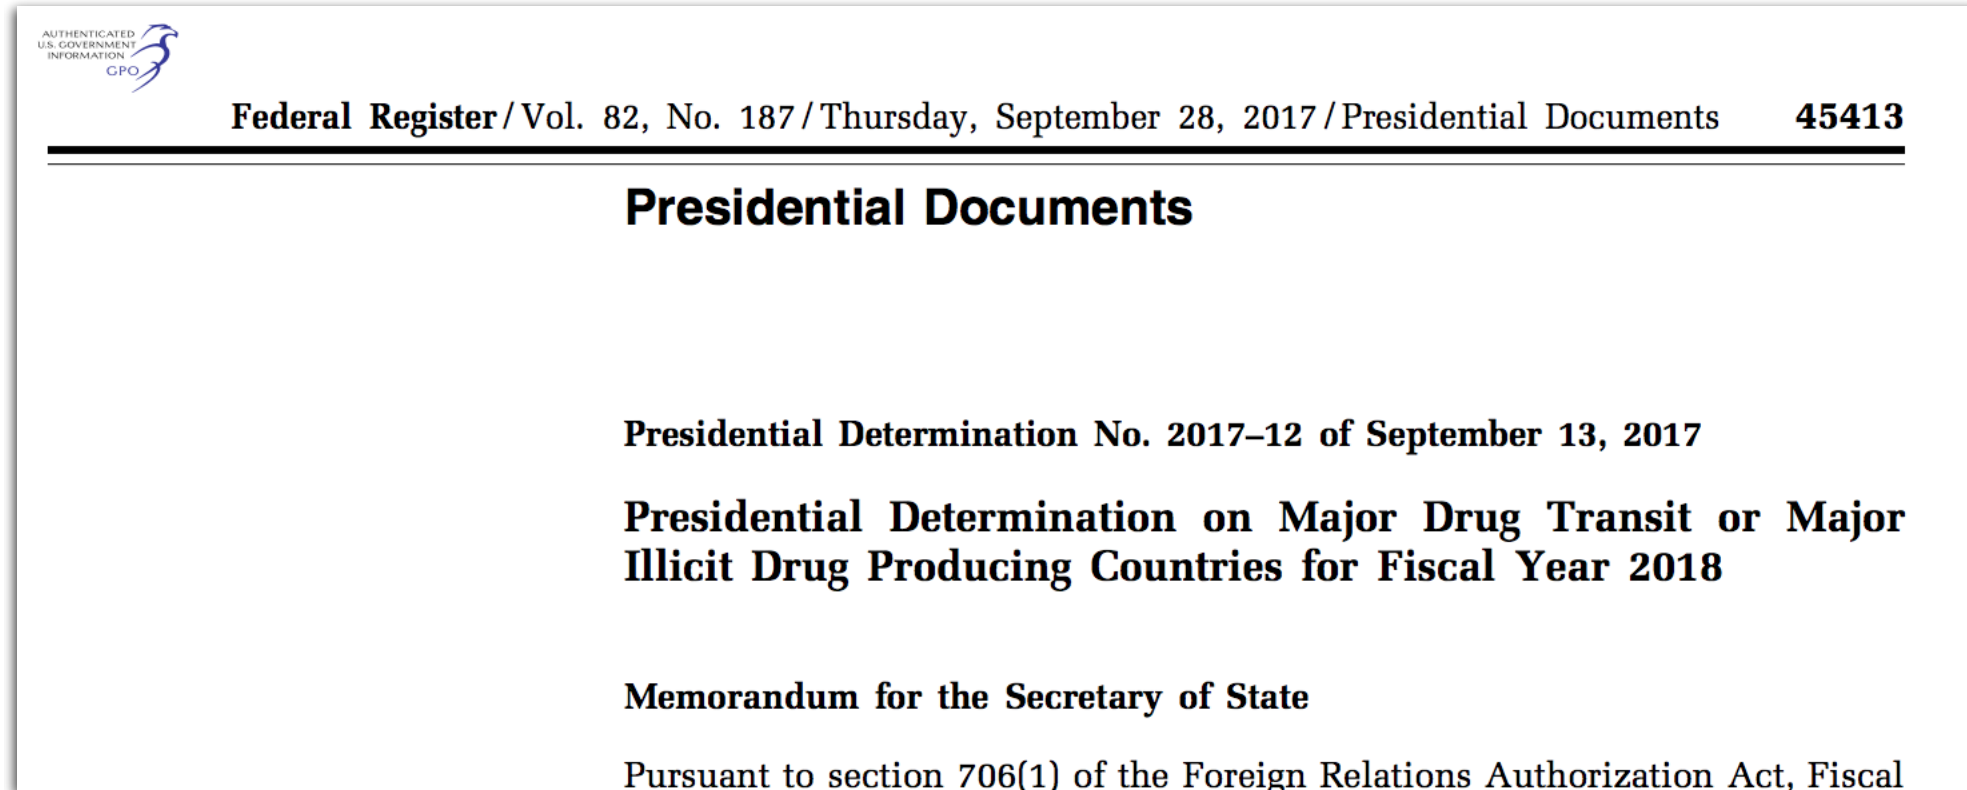 AUTHENTICATED
U.S. GOVERNMENT
INFORMATION
GPO
Federal Register / Vol. 82, No. 187 / Thursday, September 28, 2017 / Presidential Documents 45413
Presidential Documents
Presidential Determination No. 2017–12 of September 13, 2017
Presidential Determination on Major Drug Transit or Major
Illicit Drug Producing Countries for Fiscal Year 2018
Memorandum for the Secretary of State
Pursuant to section 706(1) of the Foreign Relations Authorization Act, Fiscal